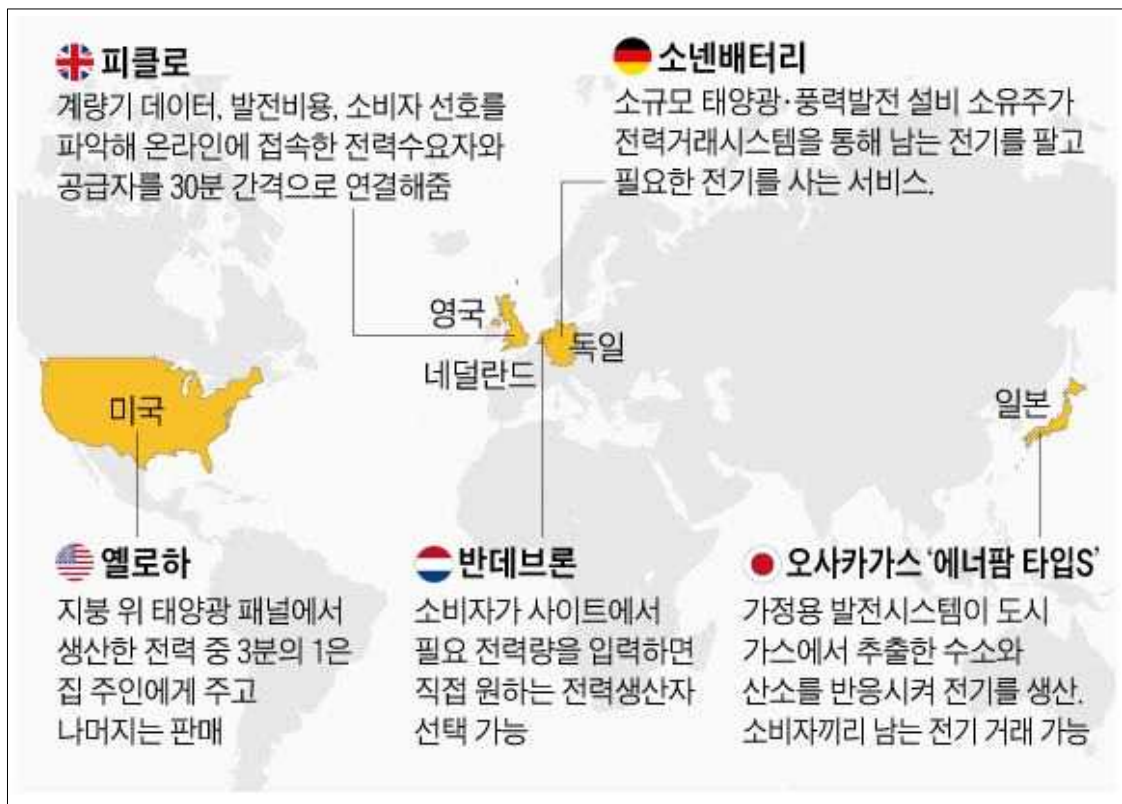 피클로
계량기 데이터, 발전비용, 소비자 선호를
파악해 온라인에 접속한 전력수요자와
공급자를 30분 간격으로 연결해줌
소넨배터리
소규모 태양광·풍력발전 설비 소유주가
전력거래시스템을 통해 남는 전기를 팔고
필요한 전기를 사는 서비스.
영국
네덜란드
독일
미국
일본
옐로하
지붕 위 태양광 패널에서
생산한 전력 중 3분의 1은
집 주인에게 주고
나머지는 판매
반데브론
소비자가 사이트에서
필요 전력량을 입력하면
직접 원하는 전력생산자
선택 가능
오사카가스 ‘에너팜 타입S’
가정용 발전시스템이 도시
가스에서 추출한 수소와
산소를 반응시켜 전기를 생산.
소비자끼리 남는 전기 거래 가능